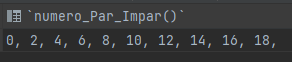 `numero_Par_Impar()`
0, 2, 4, 6, 8, 10, 12, 14, 16, 18,